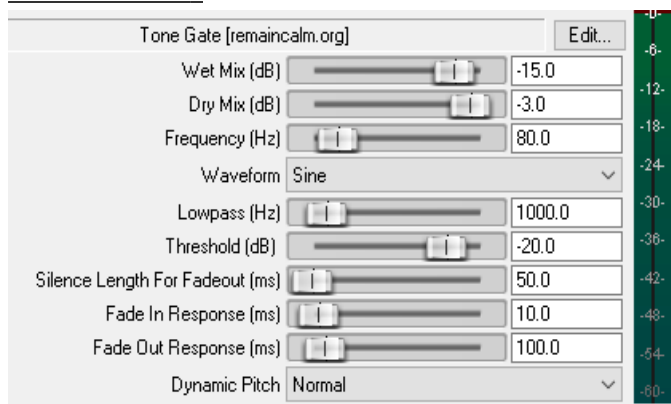 Tone Gate [remaincalm.org] Edit...
Wet Mix (dB) -15.0
Dry Mix (dB) -3.0
Frequency (Hz) 80.0
Waveform Sine
Lowpass (Hz) 1000.0
Threshold (dB) -20.0
Silence Length For Fadeout (ms) 50.0
Fade In Response (ms) 10.0
Fade Out Response (ms) 100.0
Dynamic Pitch Normal
-0-
-6-
-12-
-18-
-24-
-30-
-36-
-42-
-48-
-54-
-60-